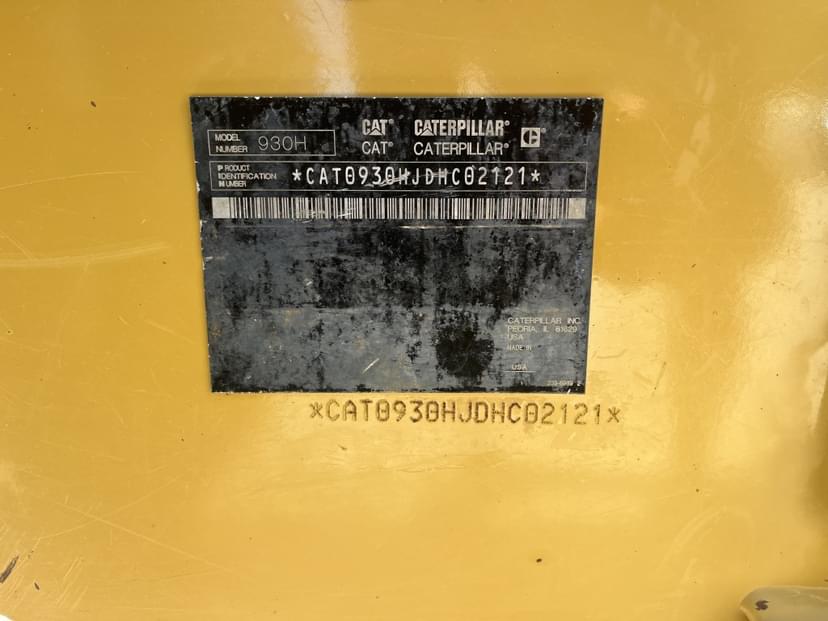 CAT® CATERPILLAR®
MODEL NUMBER 930H CAT® CATERPILLAR®
PRODUCT
IDENTIFICATION *CAT0930HJDHC02121*
NUMBER
CATERPILLAR INC.
PEORIA, IL 61629
USA
MADE IN
USA
*CAT0930HJDHC02121*